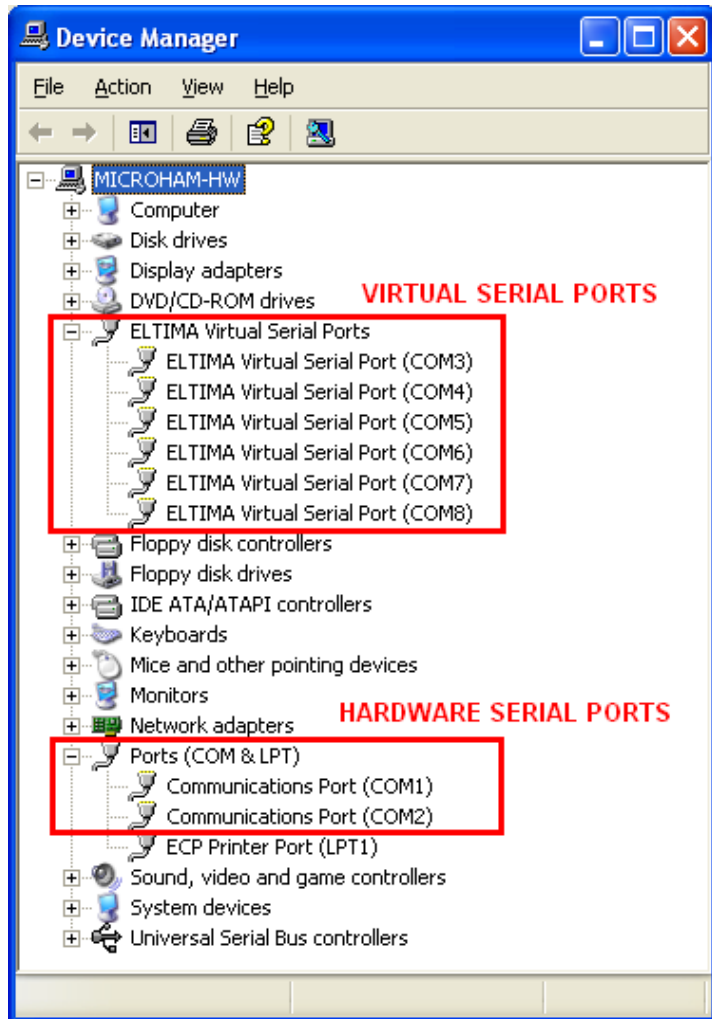 Device Manager
File Action View Help
MICROHAM-HW
Computer
Disk drives
Display adapters
DVD/CD-ROM drives
VIRTUAL SERIAL PORTS
ELTIMA Virtual Serial Ports
ELTIMA Virtual Serial Port (COM3)
ELTIMA Virtual Serial Port (COM4)
ELTIMA Virtual Serial Port (COM5)
ELTIMA Virtual Serial Port (COM6)
ELTIMA Virtual Serial Port (COM7)
ELTIMA Virtual Serial Port (COM8)
Floppy disk controllers
Floppy disk drives
IDE ATA/ATAPI controllers
Keyboards
Mice and other pointing devices
Monitors
Network adapters
HARDWARE SERIAL PORTS
Ports (COM & LPT)
Communications Port (COM1)
Communications Port (COM2)
ECP Printer Port (LPT1)
Sound, video and game controllers
System devices
Universal Serial Bus controllers